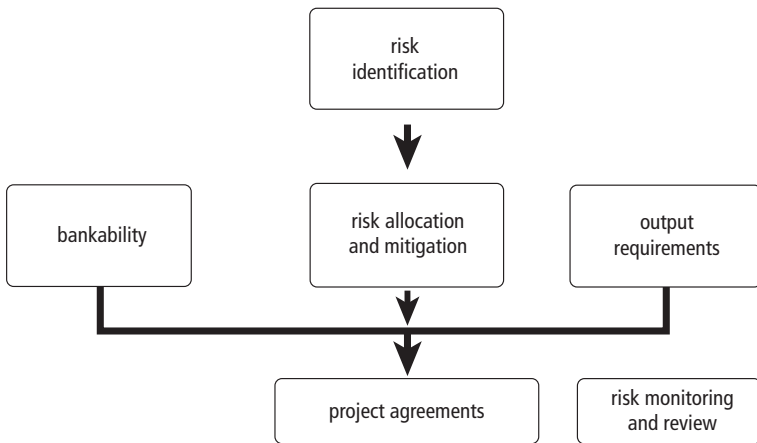 risk
identification
bankability
risk allocation
and mitigation
output
requirements
project agreements
risk monitoring
and review